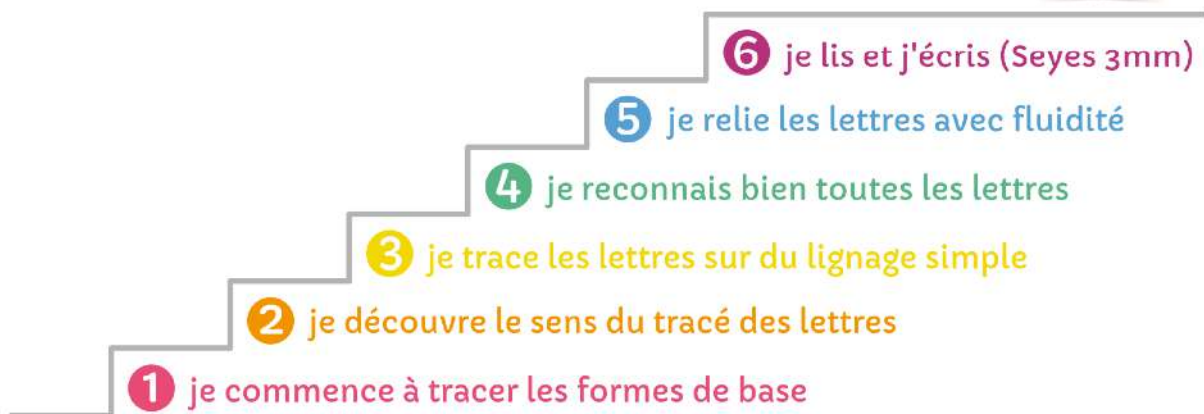 6 je lis et j'écris (Seyes 3mm)
5 je relie les lettres avec fluidité
4 je reconnais bien toutes les lettres
3 je trace les lettres sur du lignage simple
2 je découvre le sens du tracé des lettres
1 je commence à tracer les formes de base